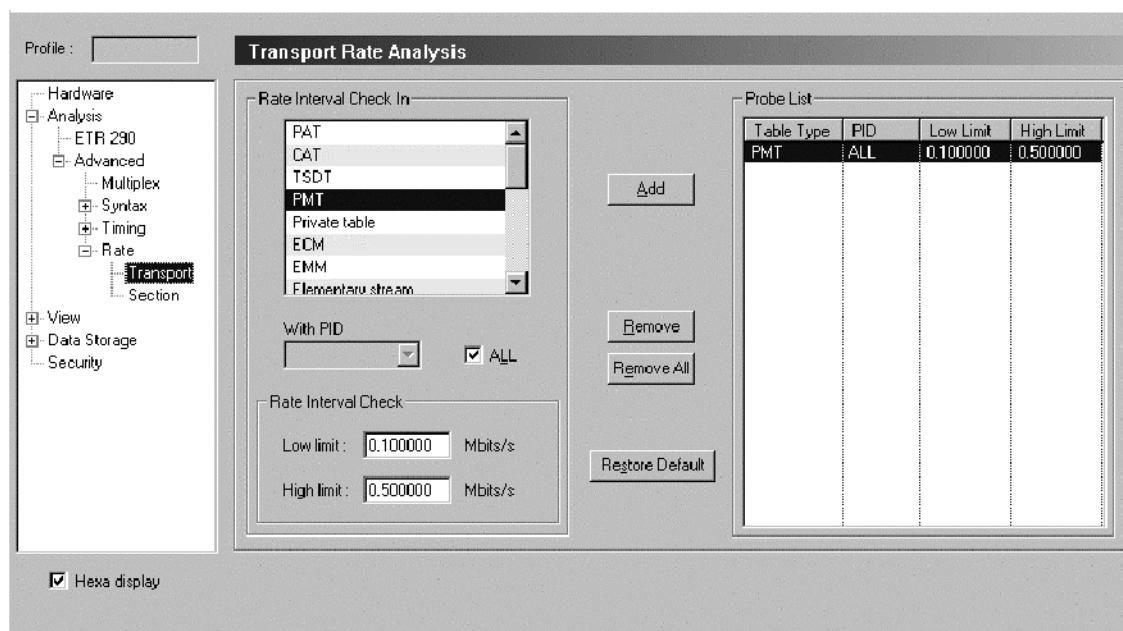 Profile :
Transport Rate Analysis
Hardware
Analysis
ETR 290
Advanced
Multiplex
Syntax
Timing
Rate
Transport
Section
View
Data Storage
Security
Rate Interval Check In
PAT
CAT
TSDT
PMT
Private table
ECM
EMM
Elementary stream
With PID
ALL
Rate Interval Check
Low limit : 0.100000 Mbits/s
High limit : 0.500000 Mbits/s
Add
Remove
Remove All
Restore Default
Probe List
Table Type PID Low Limit High Limit
PMT ALL 0.100000 0.500000
Hexa display